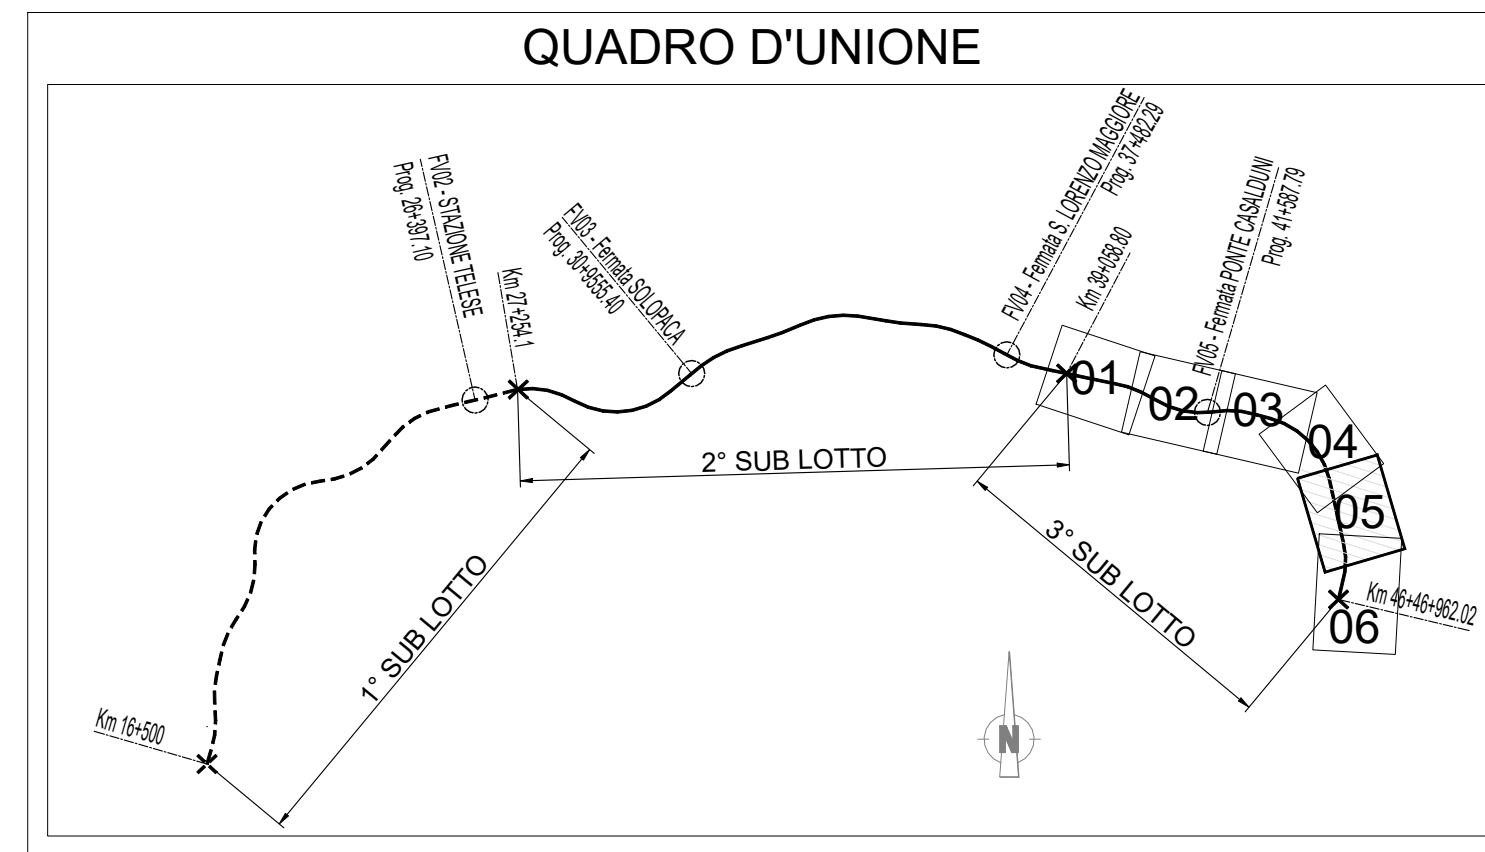 QUADRO D'UNIONE
FV02 - STAZIONE TELESE
Prog. 26+397.10
Km 27+254.1
FV03 - Fermata SOLOPACA
Prog. 30+9555.40
FV04 - Fermata S. LORENZO MAGGIORE
Prog. 37+482.29
Km 39+058.80
FV05 - Fermata PONTE CASALDUNI
Prog. 41+587.79
01
02
03
04
05
06
2° SUB LOTTO
1° SUB LOTTO
3° SUB LOTTO
Km 46+46+962.02
Km 16+500
N